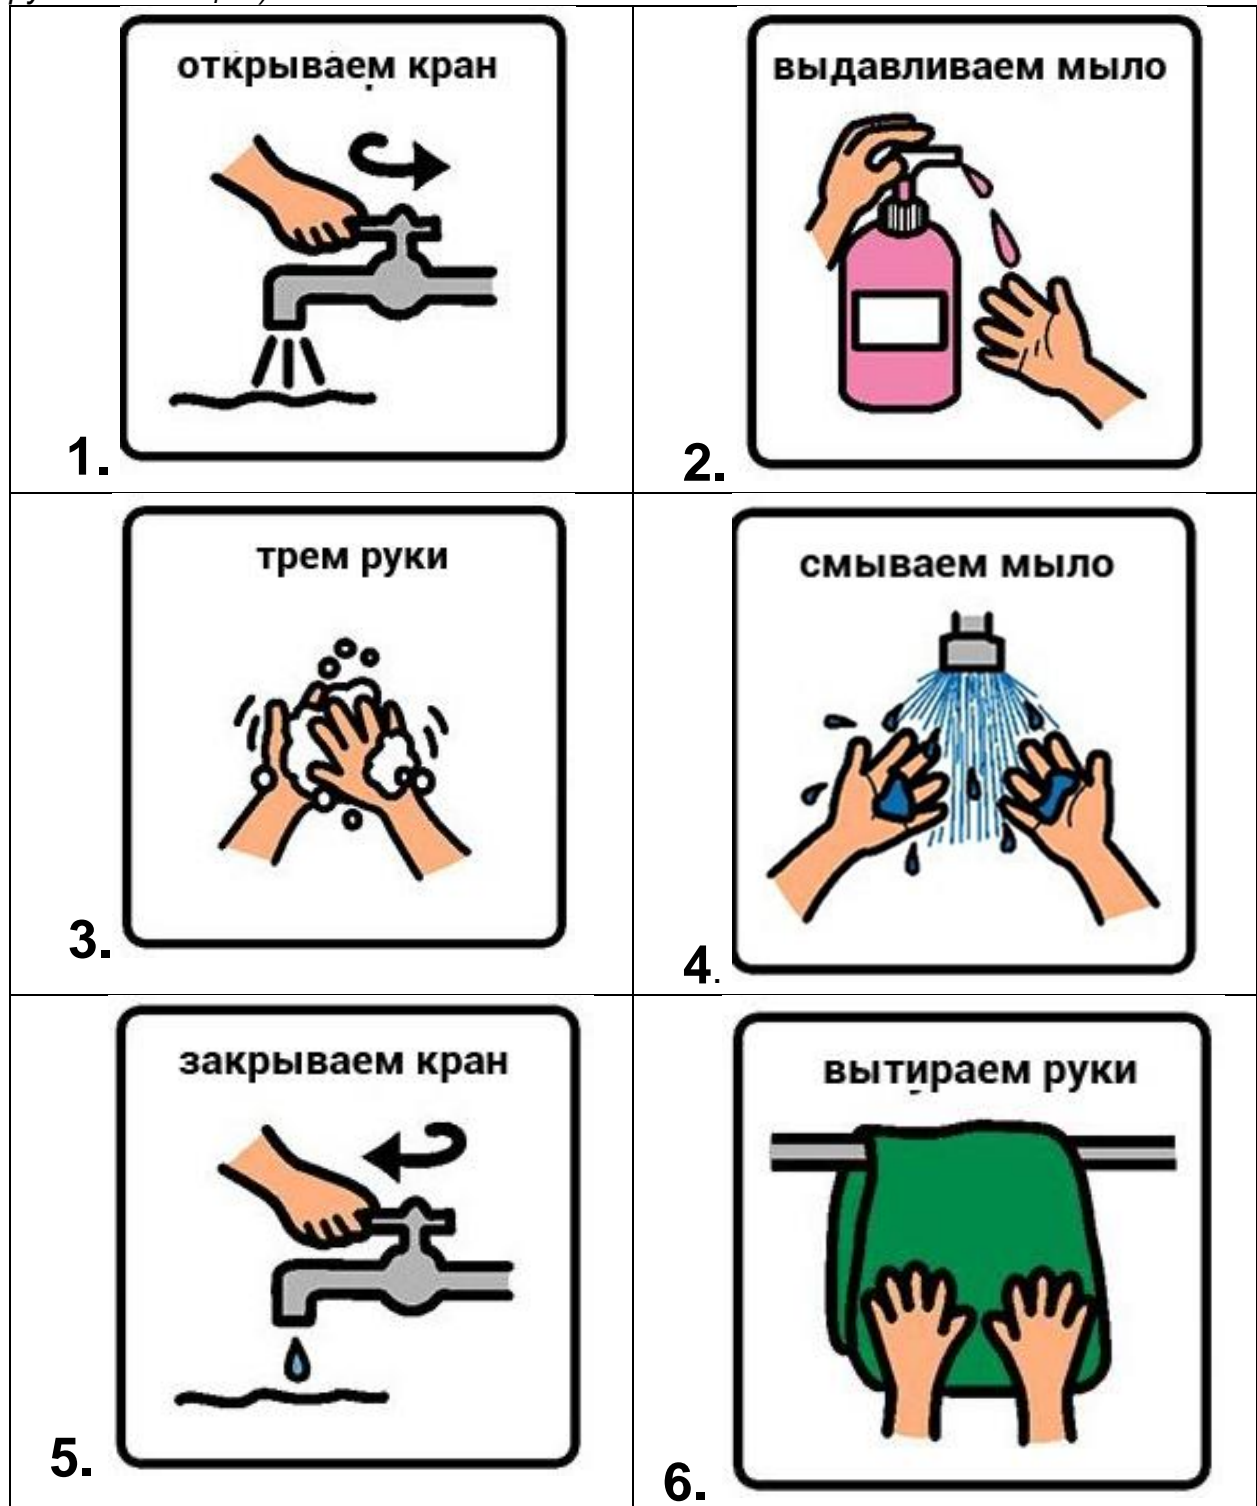 открываем кран
1.
выдавливаем мыло
2.
трем руки
3.
смываем мыло
4.
закрываем кран
5.
вытираем руки
6.